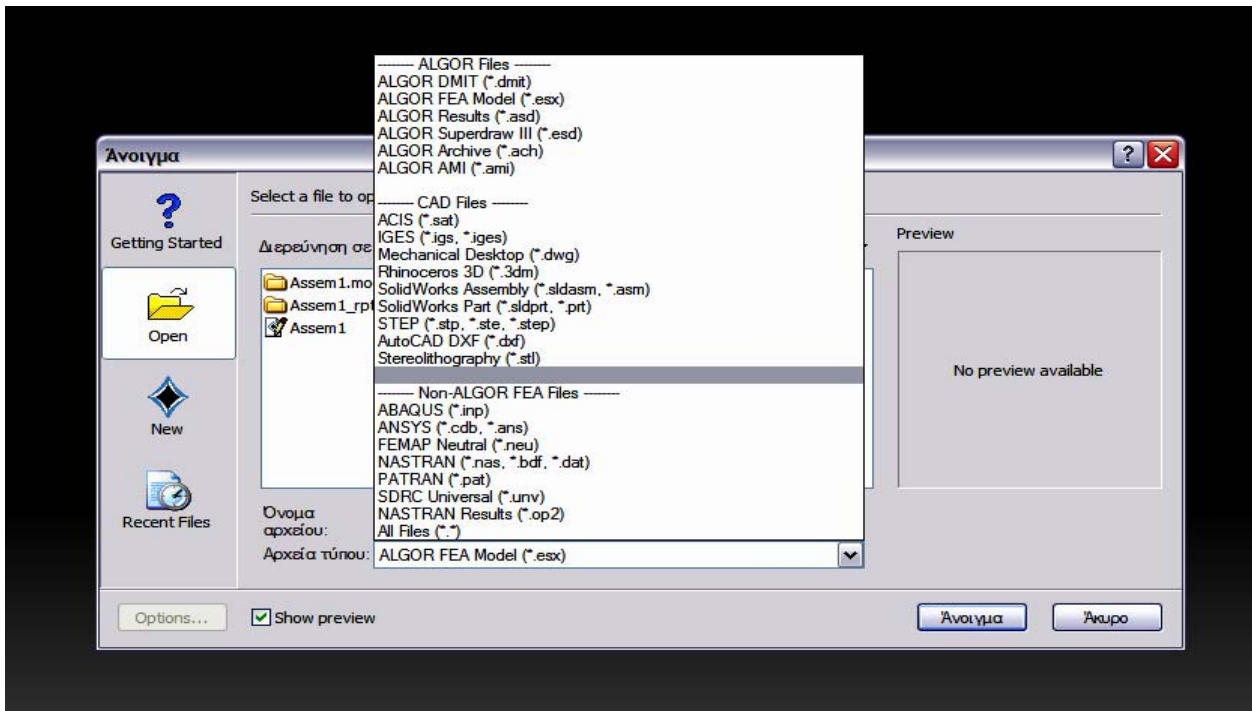 Άνοιγμα
Getting Started
Open
New
Recent Files
Select a file to op
Διερεύνηση σε
Assem1.mo
Assem1_rpt
Assem1
-------- ALGOR Files --------
ALGOR DMIT (*.dmit)
ALGOR FEA Model (*.esx)
ALGOR Results (*.asd)
ALGOR Superdraw III (*.esd)
ALGOR Archive (*.ach)
ALGOR AMI (*.ami)
-------- CAD Files --------
ACIS (*.sat)
IGES (*.igs, *.iges)
Mechanical Desktop (*.dwg)
Rhinoceros 3D (*.3dm)
SolidWorks Assembly (*.sldasm, *.asm)
SolidWorks Part (*.sldprt, *.prt)
STEP (*.stp, *.ste, *.step)
AutoCAD DXF (*.dxf)
Stereolithography (*.stl)
-------- Non-ALGOR FEA Files --------
ABAQUS (*.inp)
ANSYS (*.cdb, *.ans)
FEMAP Neutral (*.neu)
NASTRAN (*.nas, *.bdf, *.dat)
PATRAN (*.pat)
SDRC Universal (*.unv)
NASTRAN Results (*.op2)
All Files (*.*)
Όνομα
αρχείου:
Αρχεία τύπου: ALGOR FEA Model (*.esx)
Preview
No preview available
Options...
Show preview
Άνοιγμα
Άκυρο